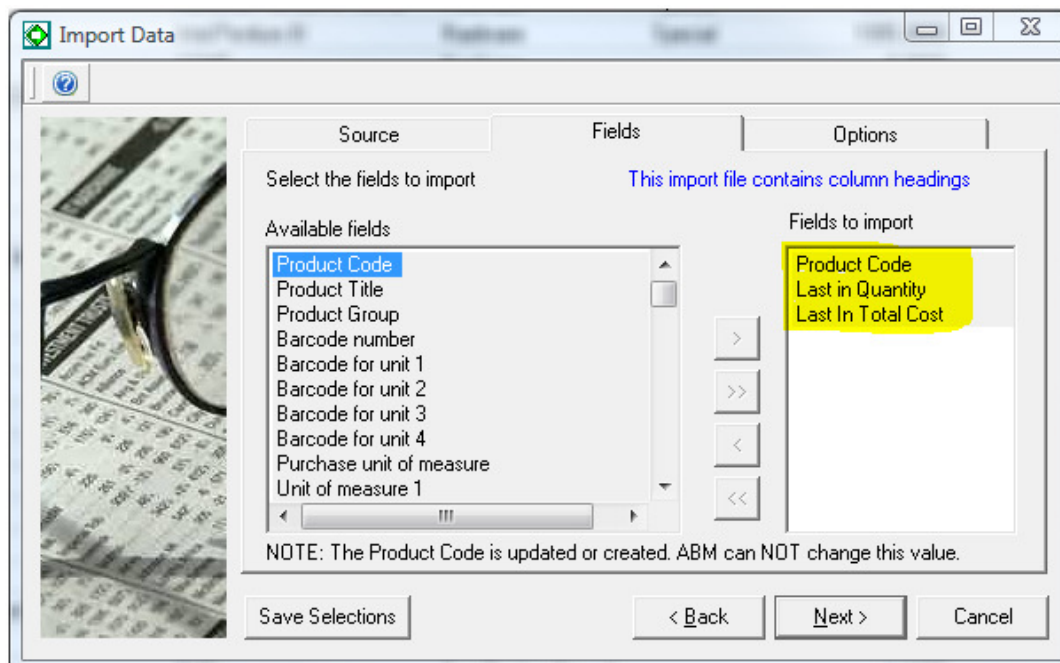 Import Data
Source
Fields
Options
Select the fields to import
This import file contains column headings
Available fields
Fields to import
Product Code
Product Title
Product Group
Barcode number
Barcode for unit 1
Barcode for unit 2
Barcode for unit 3
Barcode for unit 4
Purchase unit of measure
Unit of measure 1
Product Code
Last in Quantity
Last In Total Cost
>
>>
<
<<
NOTE: The Product Code is updated or created. ABM can NOT change this value.
Save Selections
< Back
Next >
Cancel